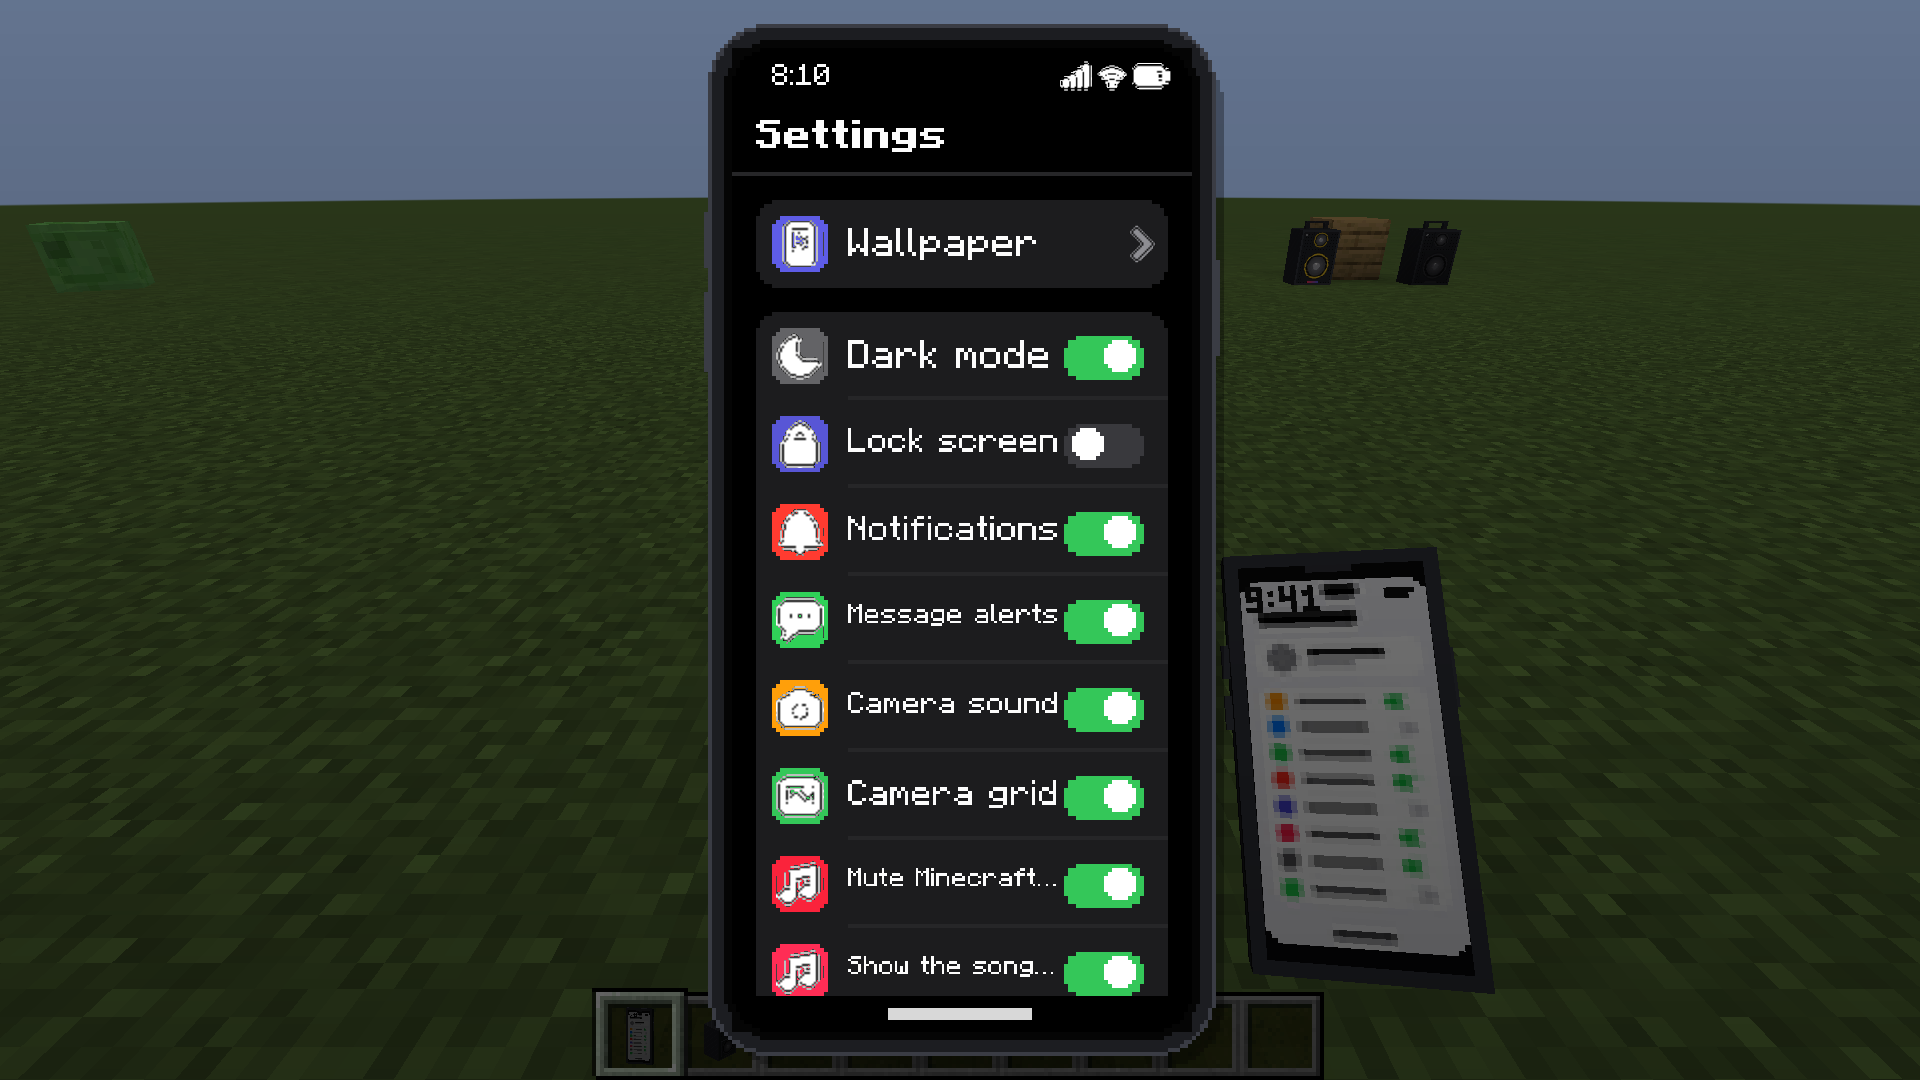 8:10
Settings
Wallpaper
Dark mode
Lock screen
Notifications
Message alerts
Camera sound
Camera grid
Mute Minecraft...
Show the song...
9:41